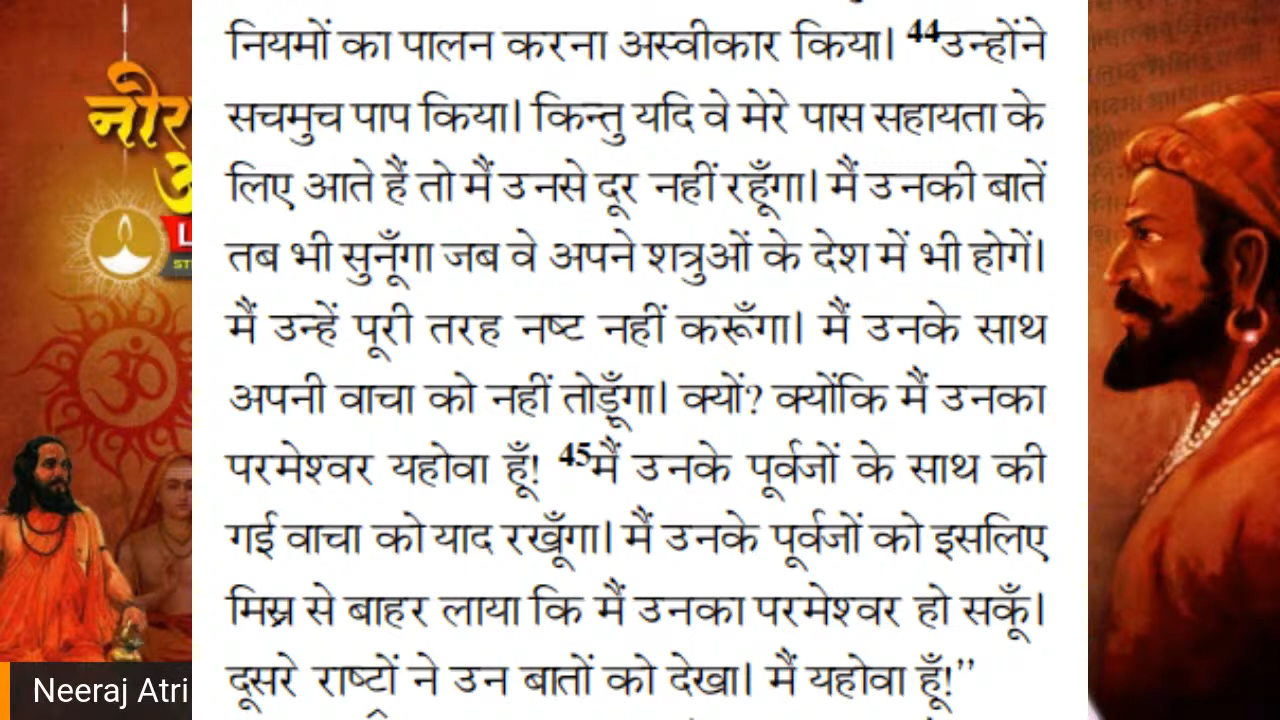 नियमों का पालन करना अस्वीकार किया। 44उन्होंने
सचमुच पाप किया। किन्तु यदि वे मेरे पास सहायता के
लिए आते हैं तो मैं उनसे दूर नहीं रहूँगा। मैं उनकी बातें
तब भी सुनूँगा जब वे अपने शत्रुओं के देश में भी होगें।
मैं उन्हें पूरी तरह नष्ट नहीं करूँगा। मैं उनके साथ
अपनी वाचा को नहीं तोड़ूँगा। क्यों? क्योंकि मैं उनका
परमेश्वर यहोवा हूँ! 45मैं उनके पूर्वजों के साथ की
गई वाचा को याद रखूँगा। मैं उनके पूर्वजों को इसलिए
मिस्र से बाहर लाया कि मैं उनका परमेश्वर हो सकूँ।
दूसरे राष्टों ने उन बातों को देखा। मैं यहोवा हूँ!”
Neeraj Atri